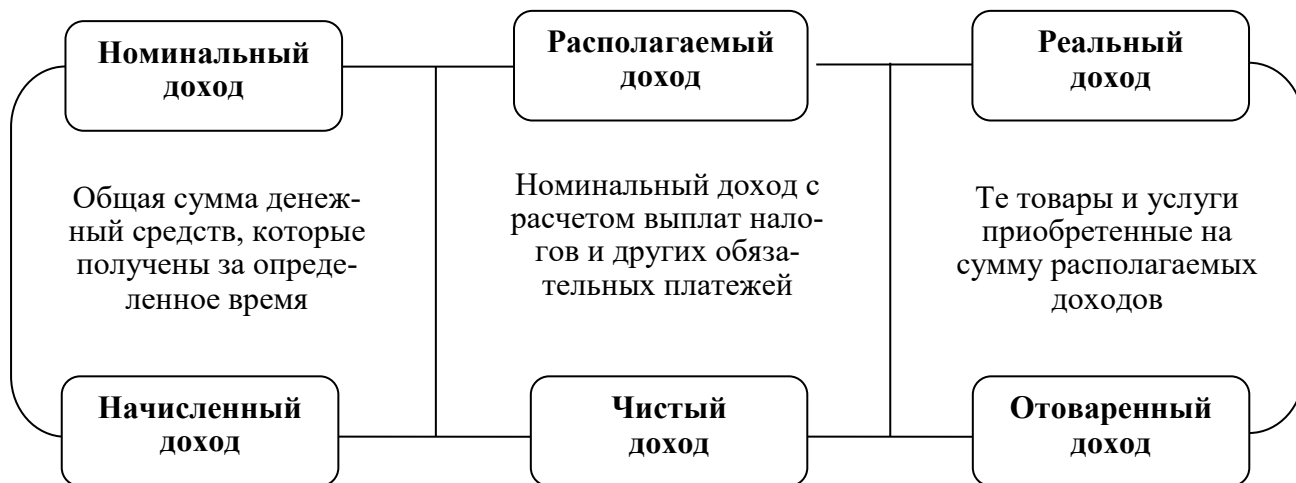 Номинальный
доход
Располагаемый
доход
Реальный
доход
Общая сумма денеж-
ный средств, которые
получены за опреде-
ленное время
Номинальный доход с
расчетом выплат нало-
гов и других обяза-
тельных платежей
Те товары и услуги
приобретенные на
сумму располагаемых
доходов
Начисленный
доход
Чистый
доход
Отоваренный
доход